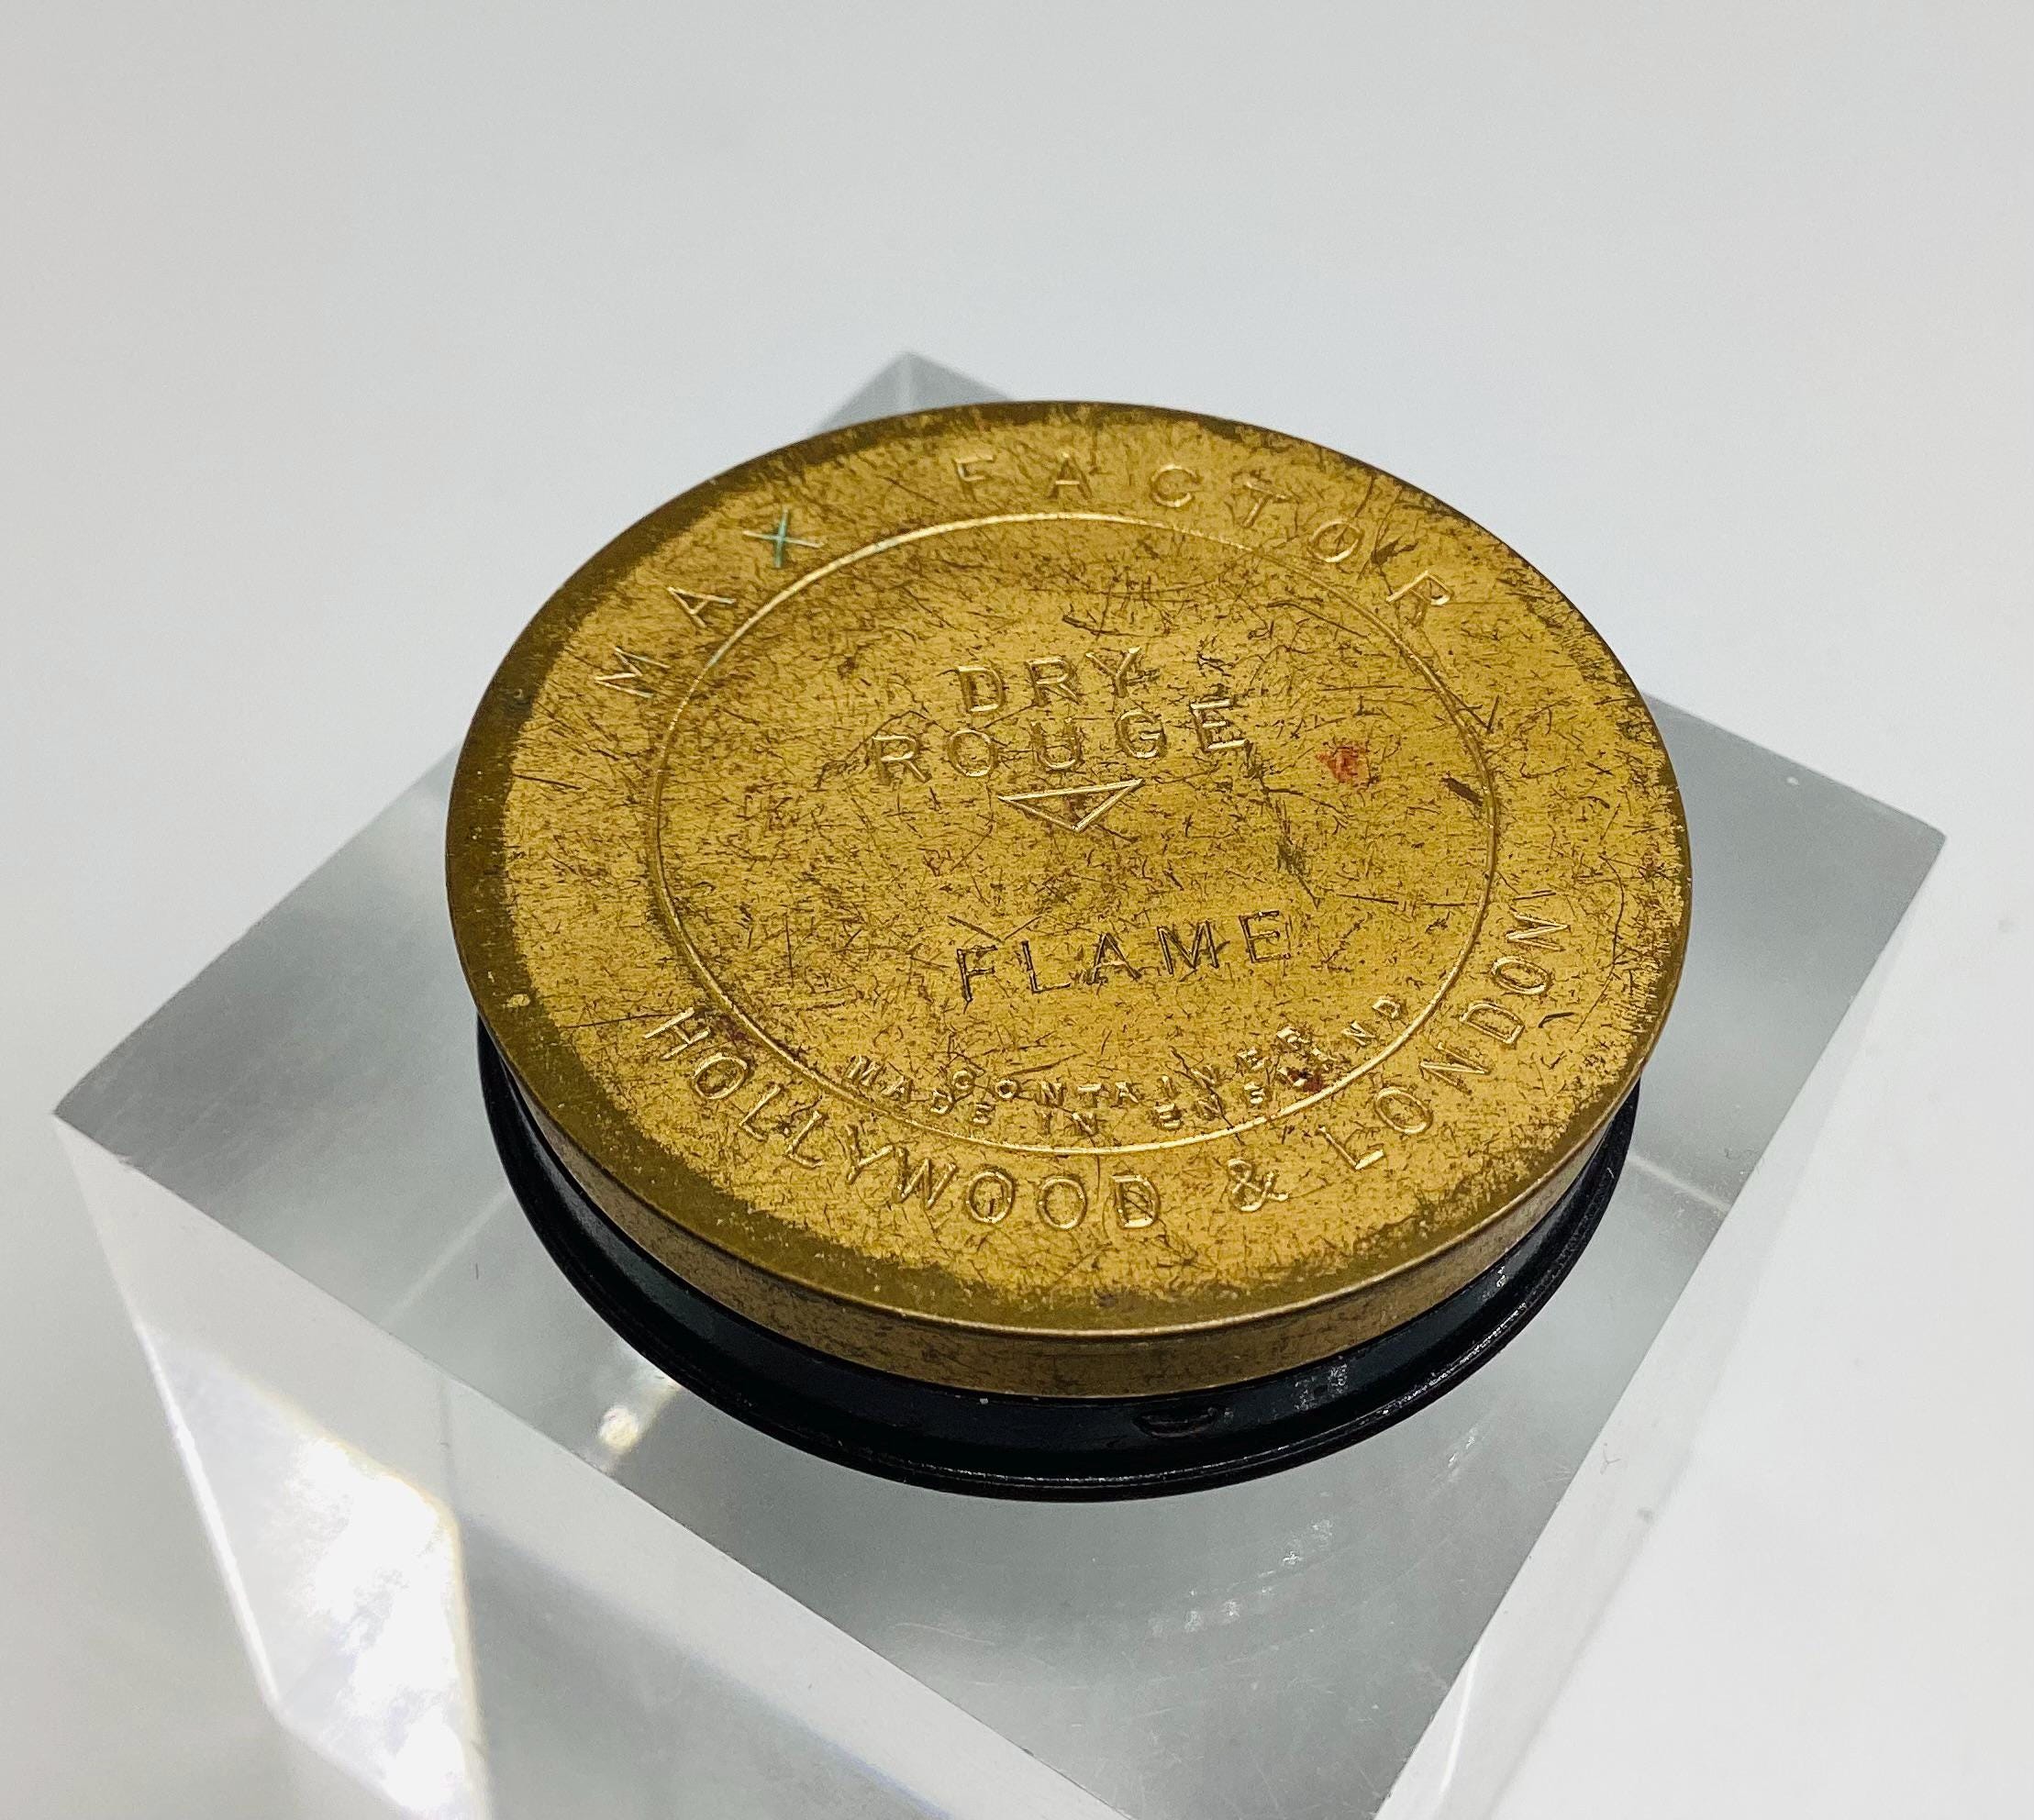 MAX FACTOR
DRY
ROUGE
FLAME
CONTAINER
MADE IN ENGLAND
HOLLYWOOD & LONDON